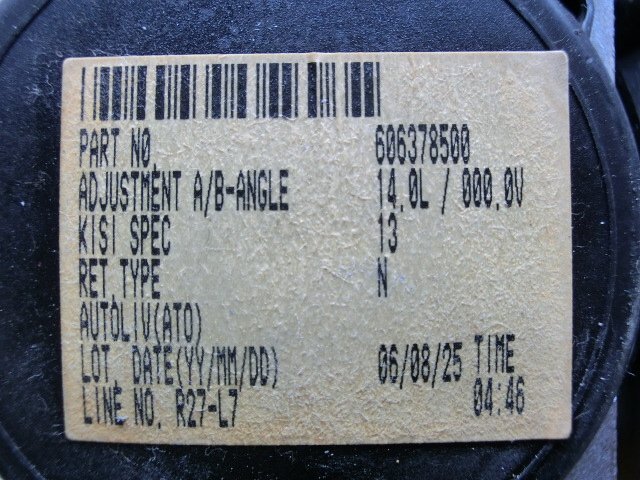 PART NO. 606378500
ADJUSTMENT A/B-ANGLE 14.0L / 000.0V
KISI SPEC 13
RET.TYPE N
AUTOLIV(ATO)
LOT DATE(YY/MM/DD) 06/08/25 TIME
LINE NO. R27-L7 04:46